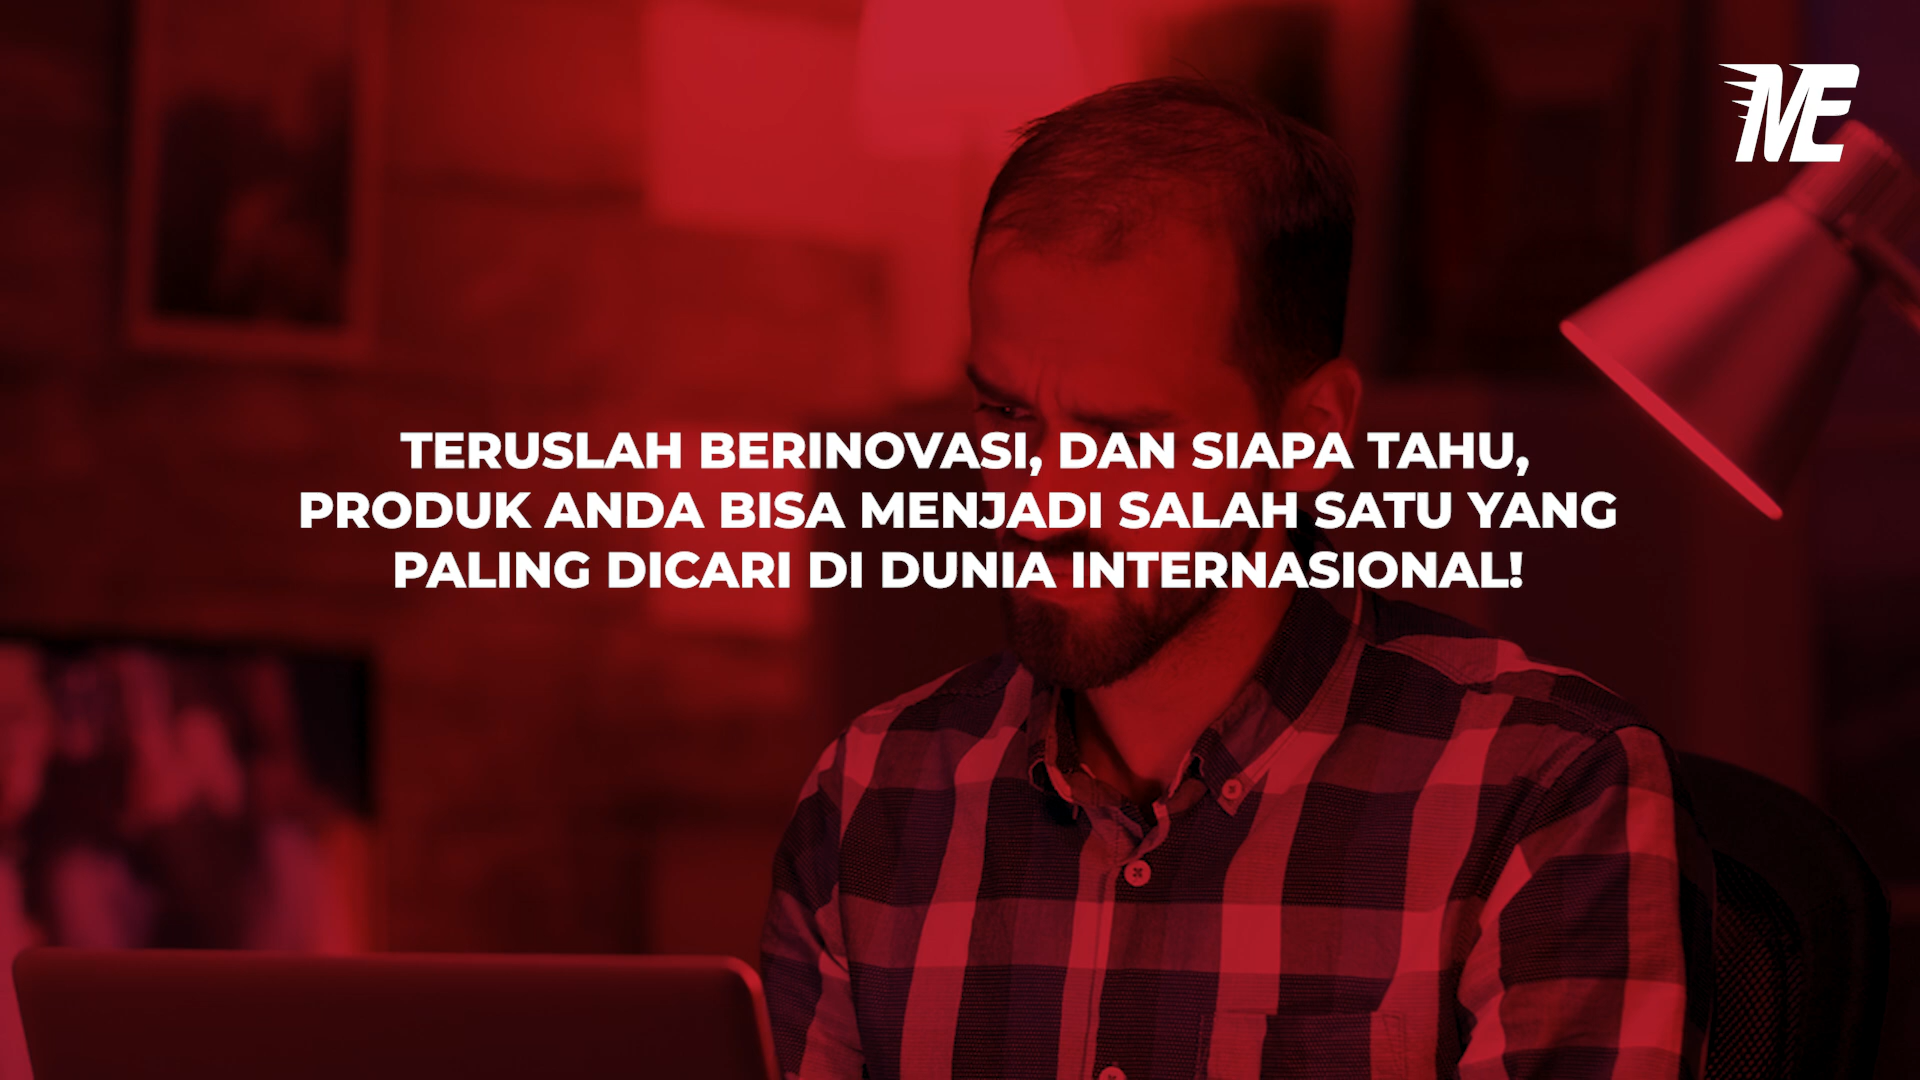 ME
TERUSLAH BERINOVASI, DAN SIAPA TAHU,
PRODUK ANDA BISA MENJADI SALAH SATU YANG
PALING DICARI DI DUNIA INTERNASIONAL!